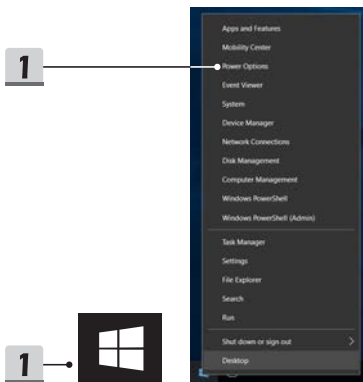 Apps and Features
Mobility Center
1
Power Options
Event Viewer
System
Device Manager
Network Connections
Disk Management
Computer Management
Windows PowerShell
Windows PowerShell (Admin)
Task Manager
Settings
File Explorer
Search
Run
Shut down or sign out
1
Desktop